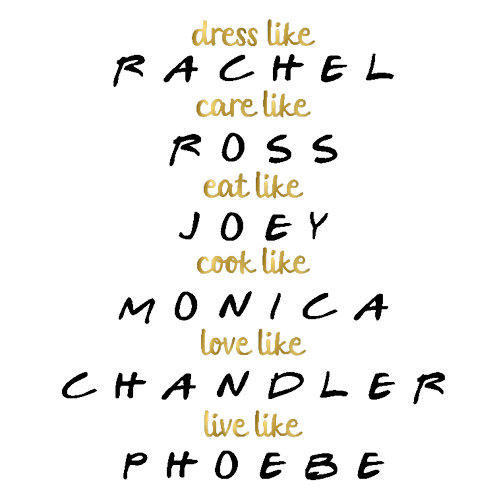 dress like
RACHEL
care like
ROSS
eat like
JOEY
cook like
MONICA
love like
CHANDLER
live like
PHOEBE